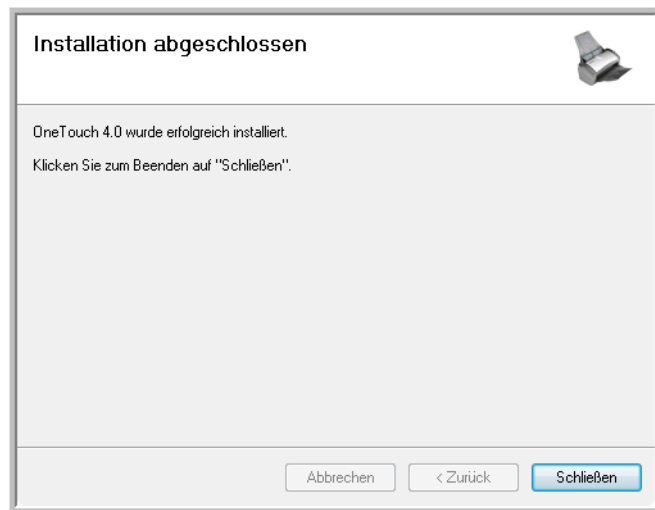 Installation abgeschlossen
OneTouch 4.0 wurde erfolgreich installiert.
Klicken Sie zum Beenden auf "Schließen".
Abbrechen
< Zurück
Schließen